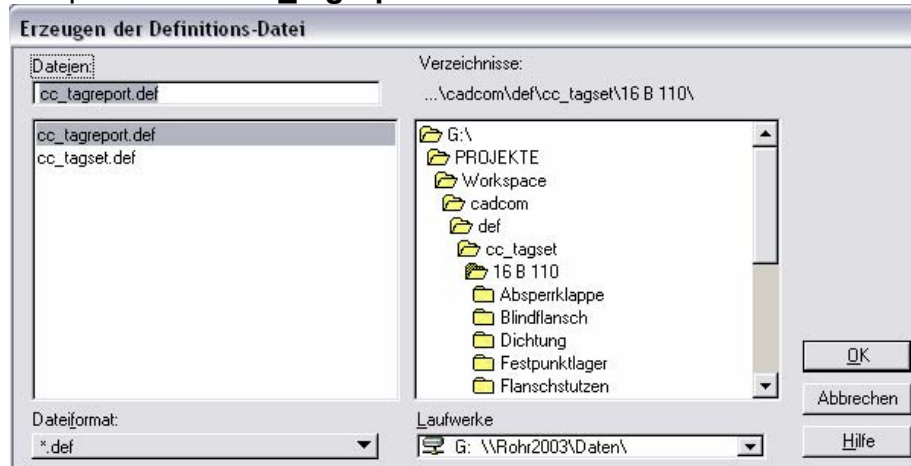 Erzeugen der Definitions-Datei
Dateien:
cc_tagreport.def
cc_tagreport.def
cc_tagset.def
Dateiformat:
*.def
Verzeichnisse:
...\cadcom\def\cc_tagset\16 B 110\
G:\
PROJEKTE
Workspace
cadcom
def
cc_tagset
16 B 110
Absperrklappe
Blindflansch
Dichtung
Festpunktlager
Flanschstutzen
Laufwerke
G: \\Rohr2003\Daten\
OK
Abbrechen
Hilfe